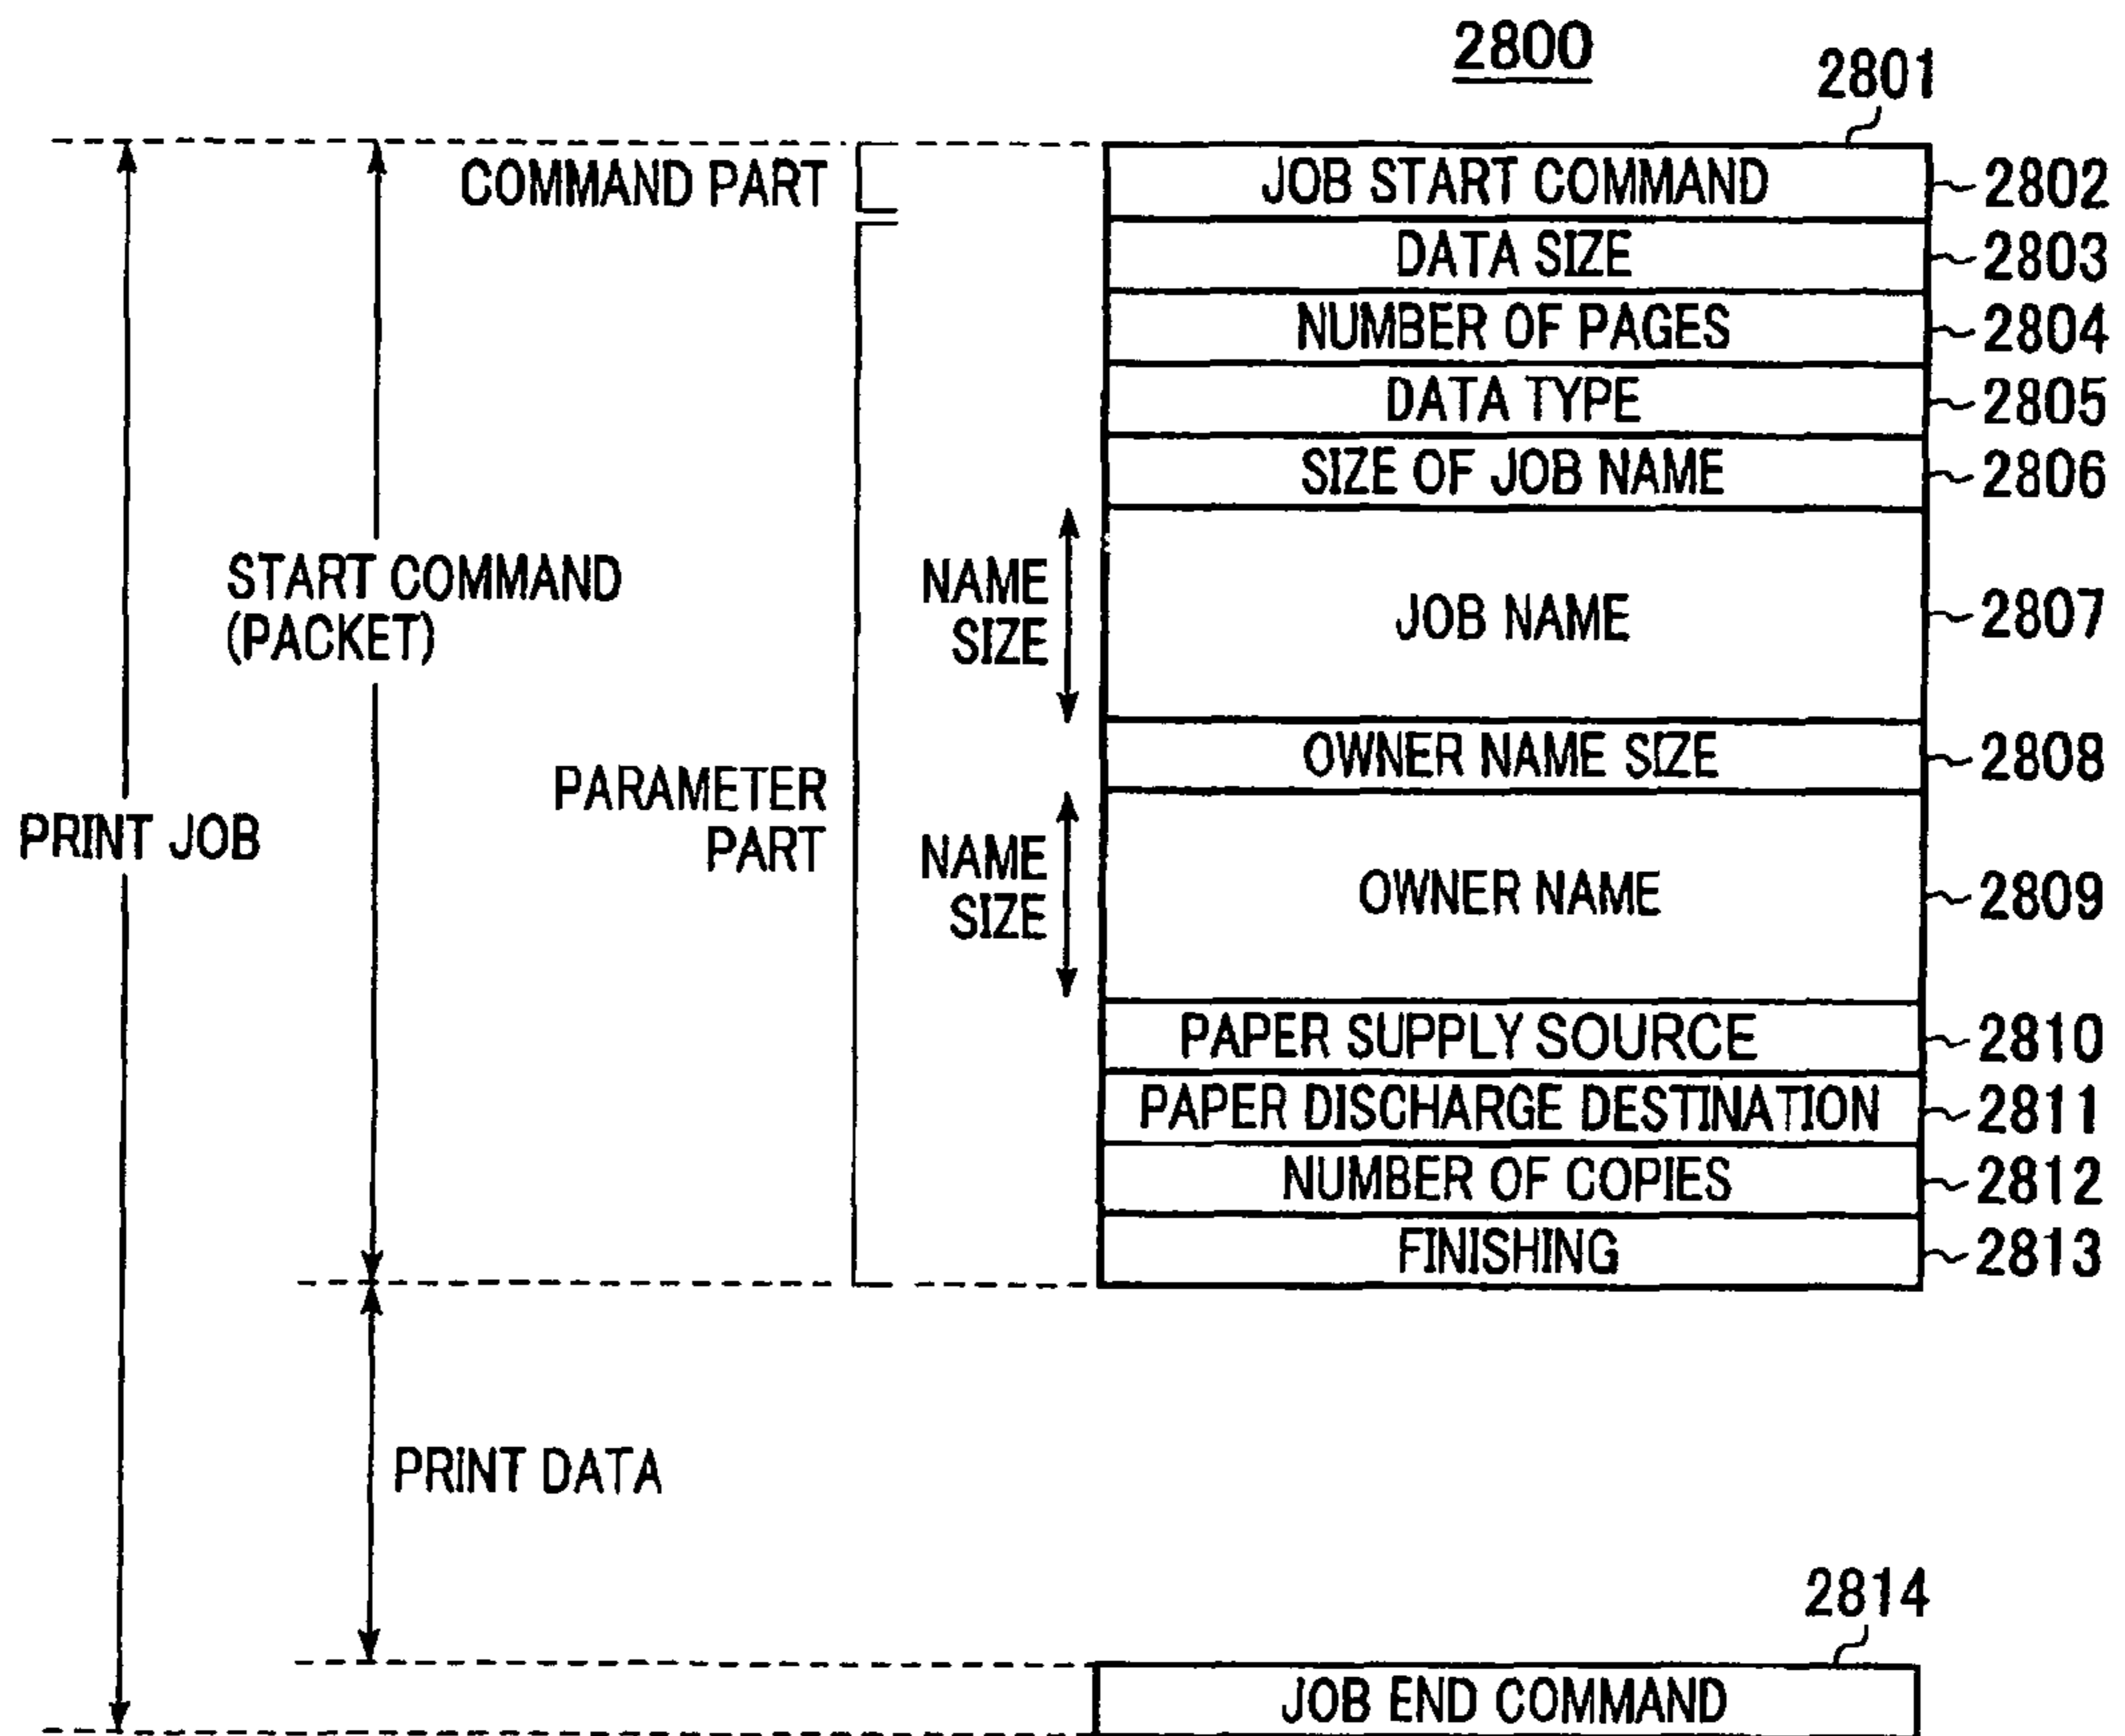 2800
2801
COMMAND PART
JOB START COMMAND
2802
DATA SIZE
2803
NUMBER OF PAGES
2804
DATA TYPE
2805
SIZE OF JOB NAME
2806
START COMMAND
(PACKET)
NAME
SIZE
JOB NAME
2807
OWNER NAME SIZE
2808
PARAMETER
PART
PRINT JOB
NAME
SIZE
OWNER NAME
2809
PAPER SUPPLY SOURCE
2810
PAPER DISCHARGE DESTINATION
2811
NUMBER OF COPIES
2812
FINISHING
2813
PRINT DATA
2814
JOB END COMMAND